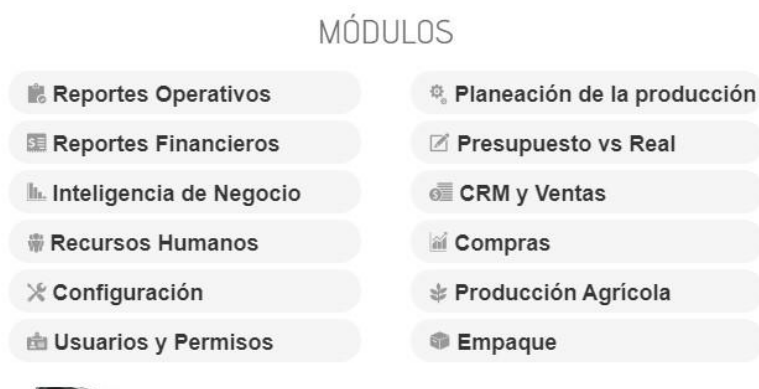 MÓDULOS
Reportes Operativos
Reportes Financieros
Inteligencia de Negocio
Recursos Humanos
Configuración
Usuarios y Permisos
Planeación de la producción
Presupuesto vs Real
CRM y Ventas
Compras
Producción Agrícola
Empaque